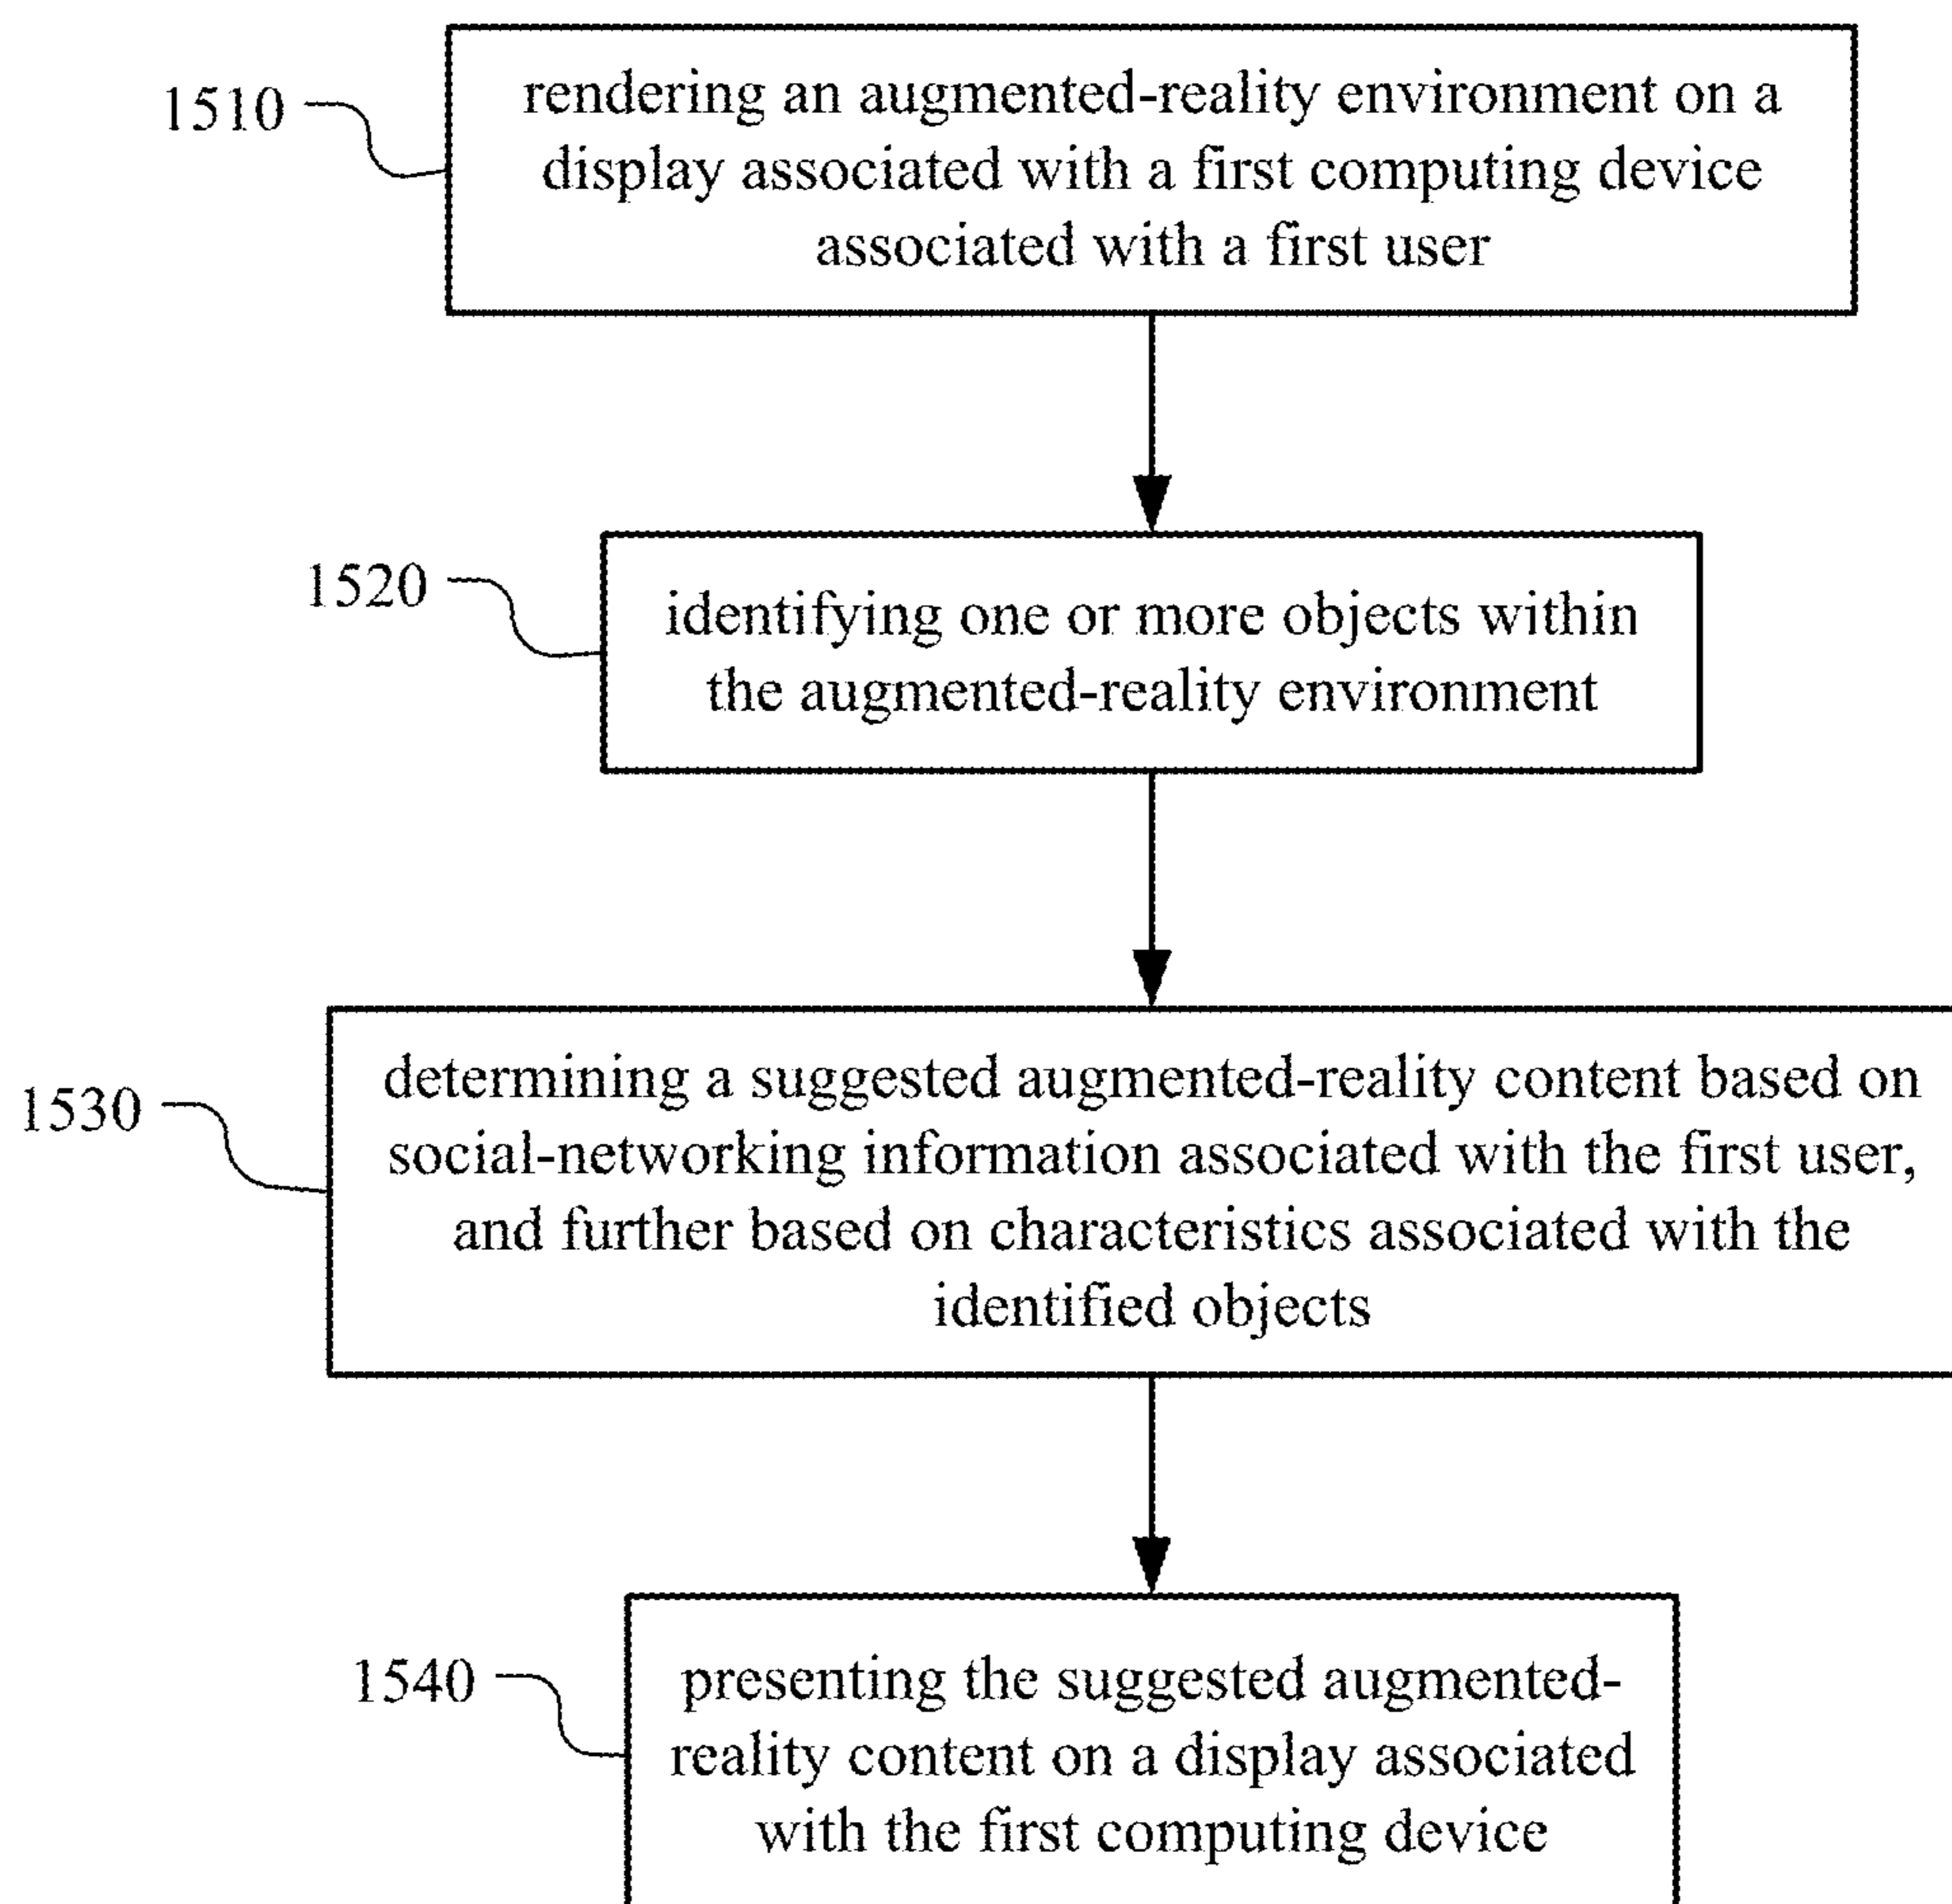 1510
rendering an augmented-reality environment on a
display associated with a first computing device
associated with a first user
1520
identifying one or more objects within
the augmented-reality environment
1530
determining a suggested augmented-reality content based on
social-networking information associated with the first user,
and further based on characteristics associated with the
identified objects
1540
presenting the suggested augmented-
reality content on a display associated
with the first computing device